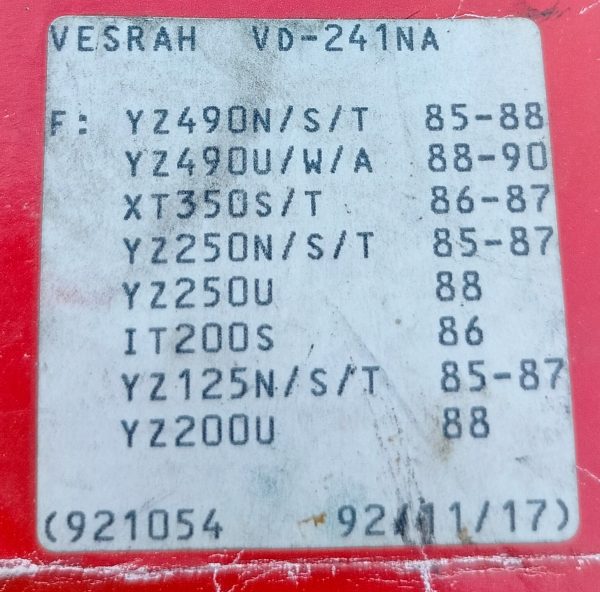 VESRAH VD-241NA
F: YZ490N/S/T 85-88
YZ490U/W/A 88-90
XT350S/T 86-87
YZ250N/S/T 85-87
YZ250U 88
IT200S 86
YZ125N/S/T 85-87
YZ200U 88
(921054 92/11/17)